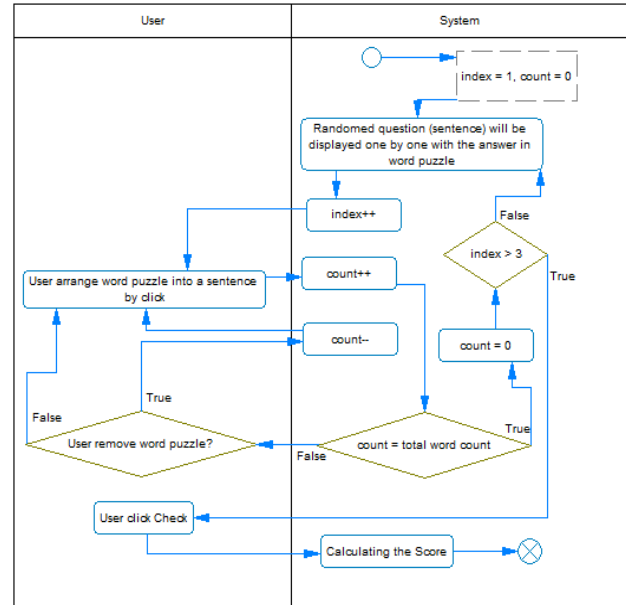 User
System
index = 1, count = 0
Randomed question (sentence) will be
displayed one by one with the answer in
word puzzle
index++
False
index > 3
True
User arrange word puzzle into a sentence
by click
count++
count--
count = 0
True
False
True
User remove word puzzle?
False
count = total word count
User click Check
Calculating the Score